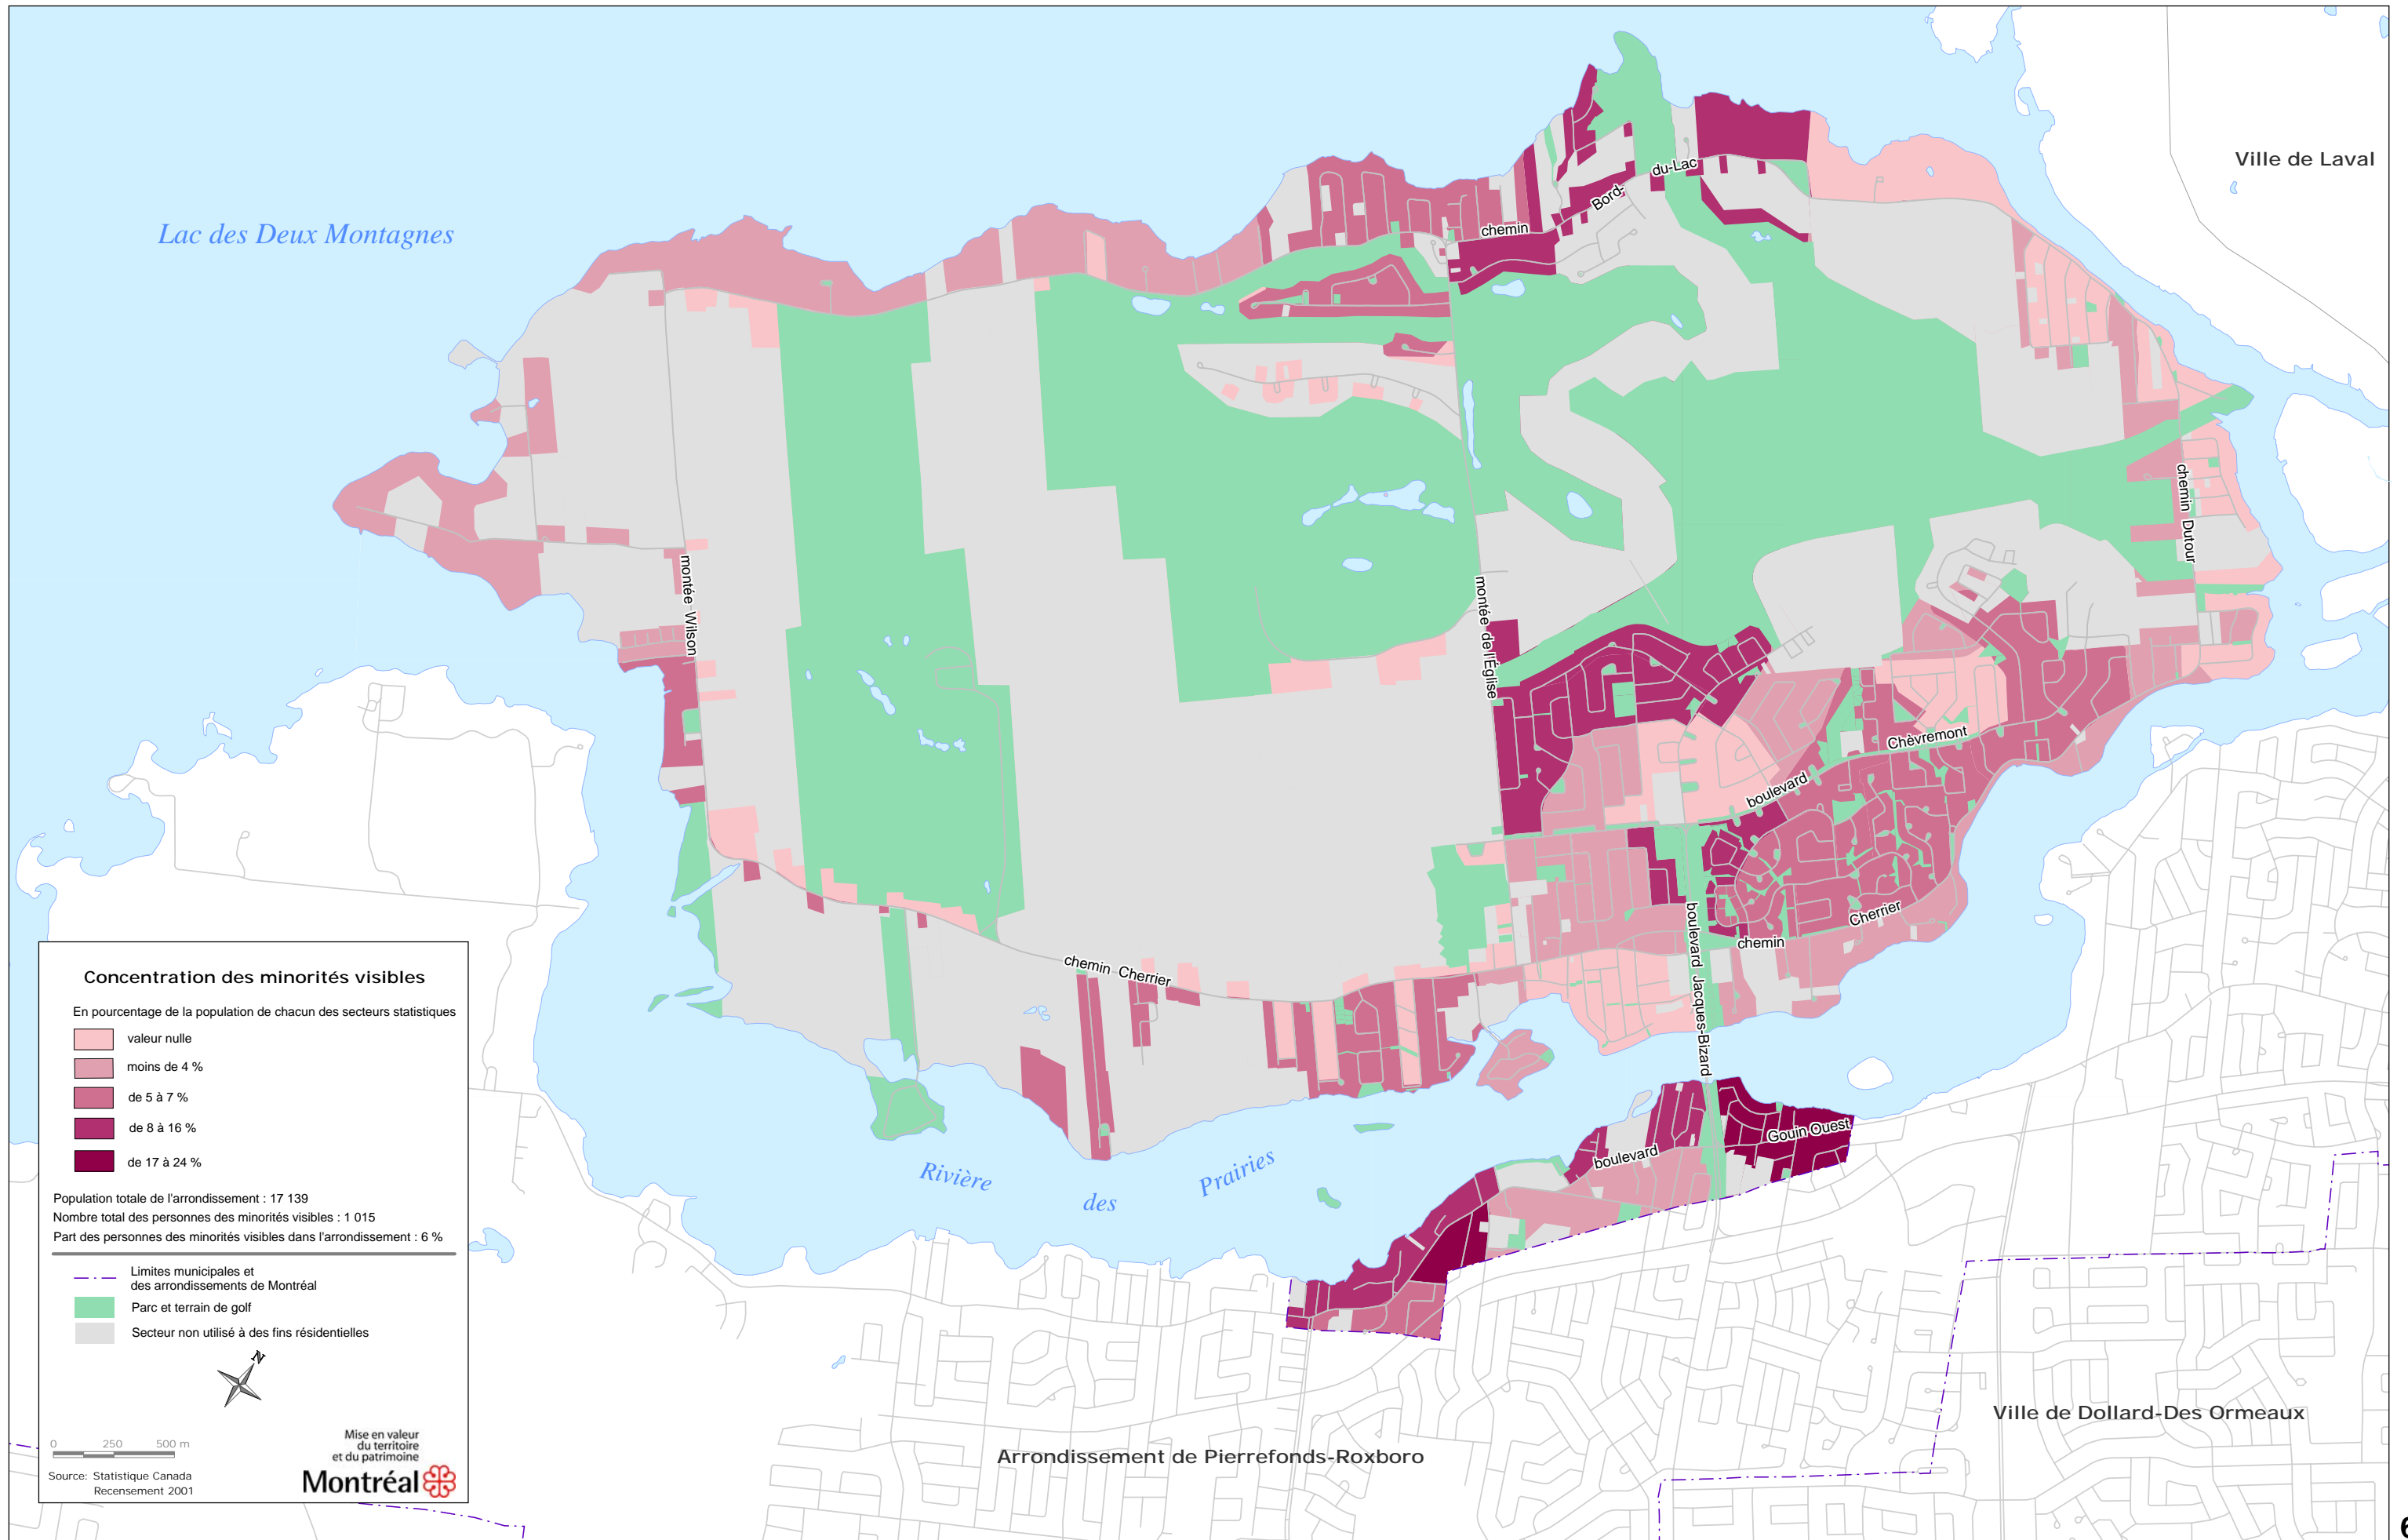 Ville de Laval
Lac des Deux Montagnes
chemin
Bord-
du-Lac
chemin Dutour
montée Wilson
montée de l'Église
boulevard
Chèvremont
chemin
Cherrier
boulevard Jacques-Bizard
chemin Cherrier
boulevard
Gouin Ouest
Rivière
des
Prairies
Arrondissement de Pierrefonds-Roxboro
Ville de Dollard-Des Ormeaux
Concentration des minorités visibles
En pourcentage de la population de chacun des secteurs statistiques
valeur nulle
moins de 4 %
de 5 à 7 %
de 8 à 16 %
de 17 à 24 %
Population totale de l'arrondissement : 17 139
Nombre total des personnes des minorités visibles : 1 015
Part des personnes des minorités visibles dans l'arrondissement : 6 %
Limites municipales et
des arrondissements de Montréal
Parc et terrain de golf
Secteur non utilisé à des fins résidentielles
N
0 250 500 m
Source: Statistique Canada
Recensement 2001
Mise en valeur
du territoire
et du patrimoine
Montréal